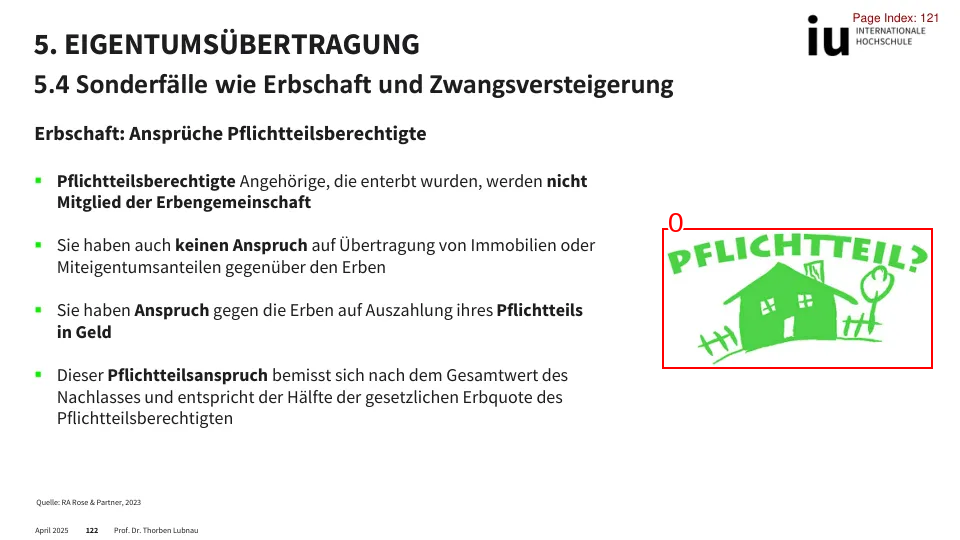 Page Index: 121
iu INTERNATIONALE
HOCHSCHULE
5. EIGENTUMSÜBERTRAGUNG
5.4 Sonderfälle wie Erbschaft und Zwangsversteigerung
Erbschaft: Ansprüche Pflichtteilsberechtigte
Pflichtteilsberechtigte Angehörige, die enterbt wurden, werden nicht
Mitglied der Erbengemeinschaft
Sie haben auch keinen Anspruch auf Übertragung von Immobilien oder
Miteigentumsanteilen gegenüber den Erben
Sie haben Anspruch gegen die Erben auf Auszahlung ihres Pflichtteils
in Geld
Dieser Pflichtteilsanspruch bemisst sich nach dem Gesamtwert des
Nachlasses und entspricht der Hälfte der gesetzlichen Erbquote des
Pflichtteilsberechtigten
0
PFLICHTTEIL?
Quelle: RA Rose & Partner, 2023
April 2025 122 Prof. Dr. Thorben Lubnau